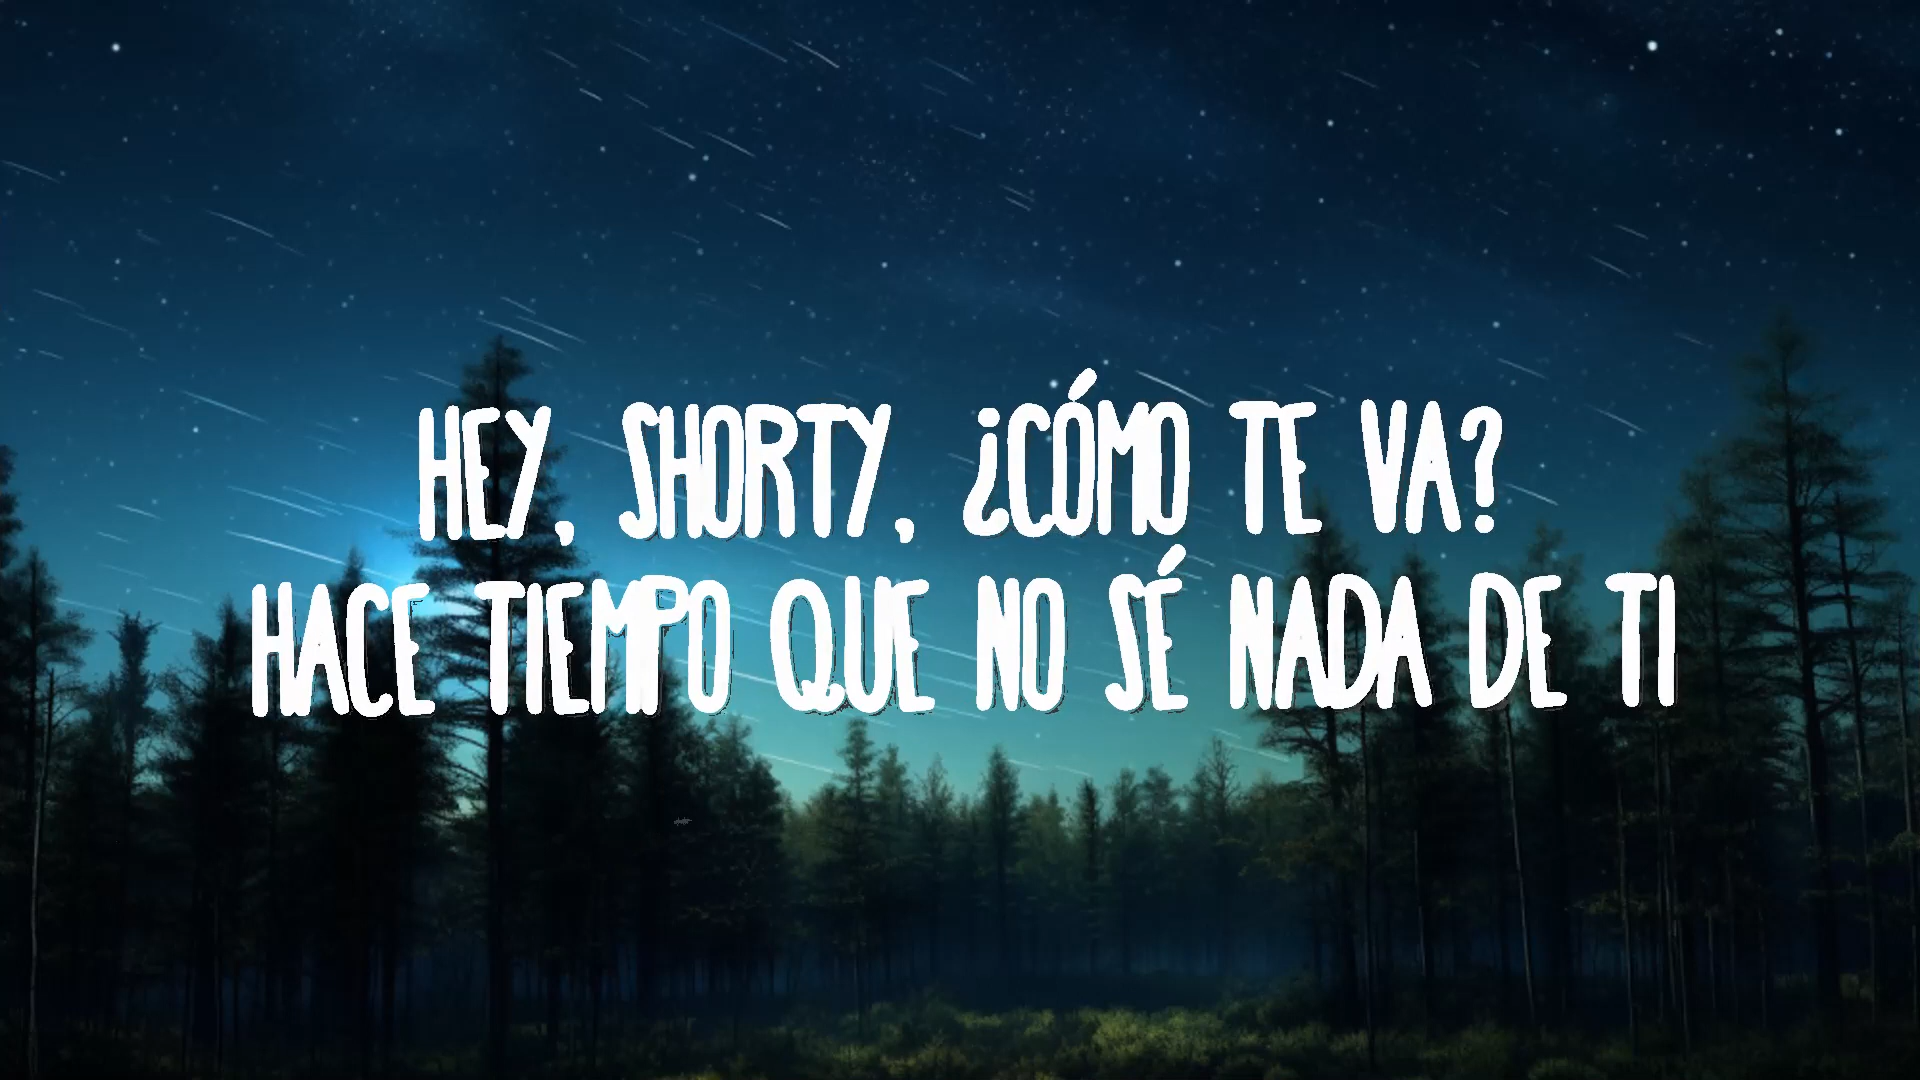 HEY, SHORTY, ¿CÓMO TE VA?
HACE TIEMPO QUE NO SÉ NADA DE TI